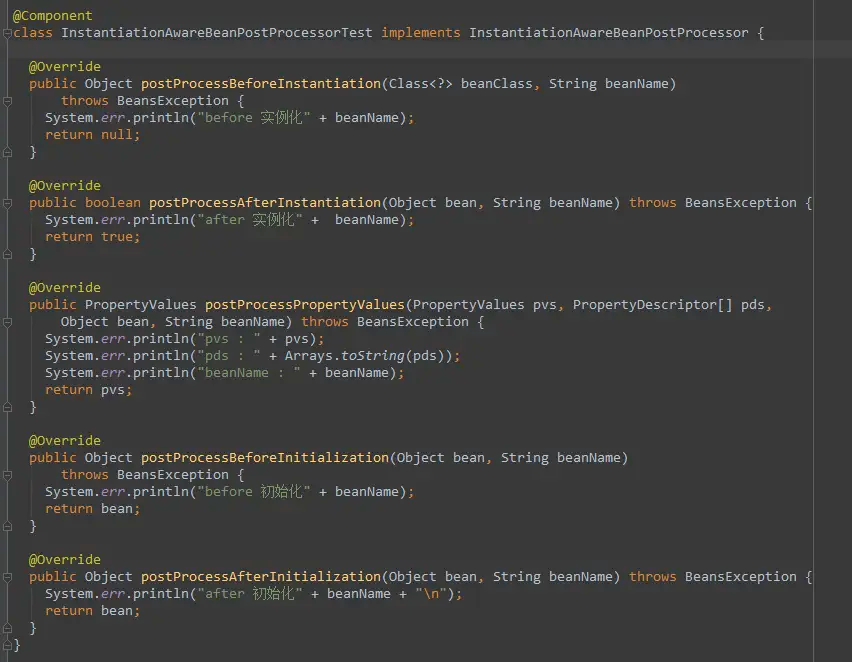 @Component
class InstantiationAwareBeanPostProcessorTest implements InstantiationAwareBeanPostProcessor {
@Override
public Object postProcessBeforeInstantiation(Class<?> beanClass, String beanName)
throws BeansException {
System.err.println("before 实例化" + beanName);
return null;
}
@Override
public boolean postProcessAfterInstantiation(Object bean, String beanName) throws BeansException {
System.err.println("after 实例化" +  beanName);
return true;
}
@Override
public PropertyValues postProcessPropertyValues(PropertyValues pvs, PropertyDescriptor[] pds,
Object bean, String beanName) throws BeansException {
System.err.println("pvs : " + pvs);
System.err.println("pds : " + Arrays.toString(pds));
System.err.println("beanName : " + beanName);
return pvs;
}
@Override
public Object postProcessBeforeInitialization(Object bean, String beanName)
throws BeansException {
System.err.println("before 初始化" + beanName);
return bean;
}
@Override
public Object postProcessAfterInitialization(Object bean, String beanName) throws BeansException {
System.err.println("after 初始化" + beanName + "\n");
return bean;
}
}